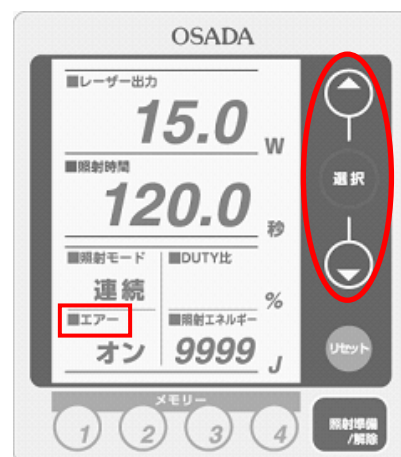 OSADA
■レーザー出力
15.0 W
■照射時間
120.0 秒
選択
■照射モード ■DUTY比
連続 %
■エアー ■照射エネルギー
オン 9999 J
リセット
メモリー
1 2 3 4
照射準備
/解除